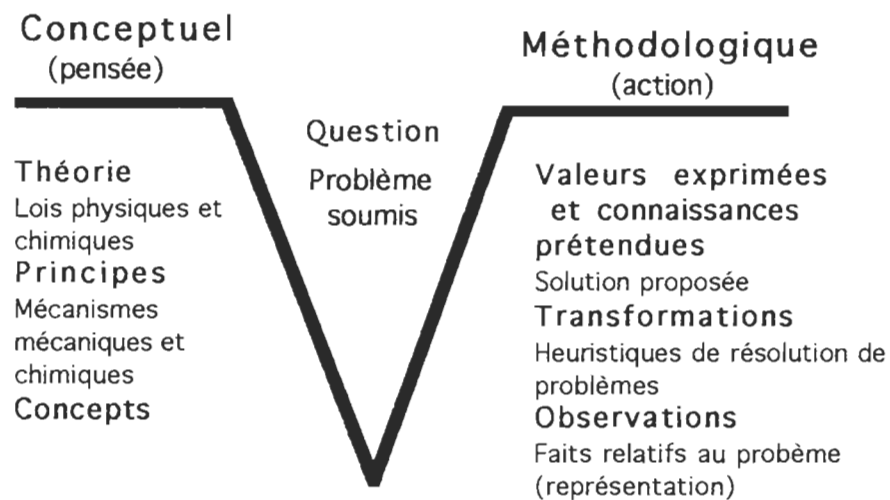 Conceptuel
(pensée)
Théorie
Lois physiques et
chimiques
Principes
Mécanismes
mécaniques et
chimiques
Concepts
Question
Problème
soumis
Méthodologique
(action)
Valeurs exprimées
et connaissances
prétendues
Solution proposée
Transformations
Heuristiques de résolution de
problèmes
Observations
Faits relatifs au probème
(représentation)